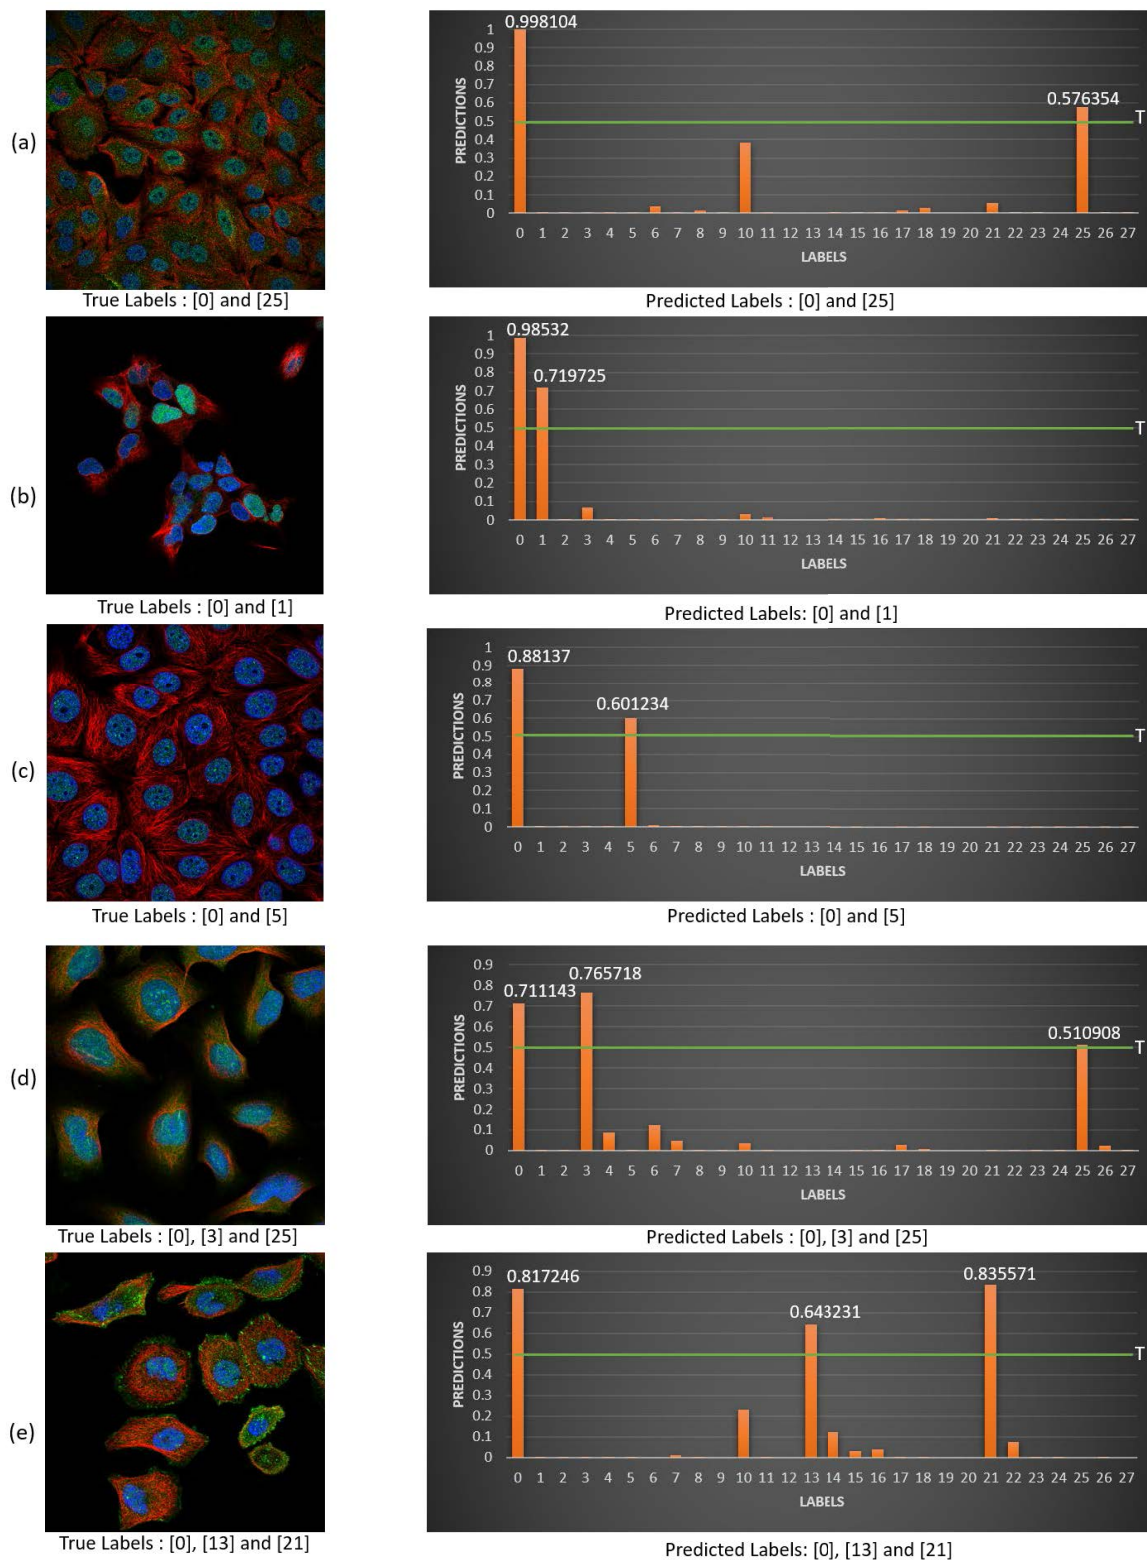 (a)
0.998104
1
0.9
0.8
0.7
0.6
0.5
0.4
0.3
0.2
0.1
0
PREDICTIONS
0.576354
T
0 1 2 3 4 5 6 7 8 9 10 11 12 13 14 15 16 17 18 19 20 21 22 23 24 25 26 27
LABELS
True Labels : [0] and [25]
Predicted Labels : [0] and [25]
(b)
0.98532
1
0.9
0.8
0.7
0.6
0.5
0.4
0.3
0.2
0.1
0
PREDICTIONS
0.719725
T
0 1 2 3 4 5 6 7 8 9 10 11 12 13 14 15 16 17 18 19 20 21 22 23 24 25 26 27
LABELS
True Labels : [0] and [1]
Predicted Labels: [0] and [1]
(c)
0.88137
1
0.9
0.8
0.7
0.6
0.5
0.4
0.3
0.2
0.1
0
PREDICTIONS
0.601234
T
0 1 2 3 4 5 6 7 8 9 10 11 12 13 14 15 16 17 18 19 20 21 22 23 24 25 26 27
LABELS
True Labels : [0] and [5]
Predicted Labels : [0] and [5]
(d)
0.9
0.8
0.7
0.6
0.5
0.4
0.3
0.2
0.1
0
PREDICTIONS
0.711143
0.765718
0.510908
T
0 1 2 3 4 5 6 7 8 9 10 11 12 13 14 15 16 17 18 19 20 21 22 23 24 25 26 27
LABELS
True Labels : [0], [3] and [25]
Predicted Labels : [0], [3] and [25]
(e)
0.9
0.8
0.7
0.6
0.5
0.4
0.3
0.2
0.1
0
PREDICTIONS
0.817246
0.643231
0.835571
T
0 1 2 3 4 5 6 7 8 9 10 11 12 13 14 15 16 17 18 19 20 21 22 23 24 25 26 27
LABELS
True Labels : [0], [13] and [21]
Predicted Labels: [0], [13] and [21]